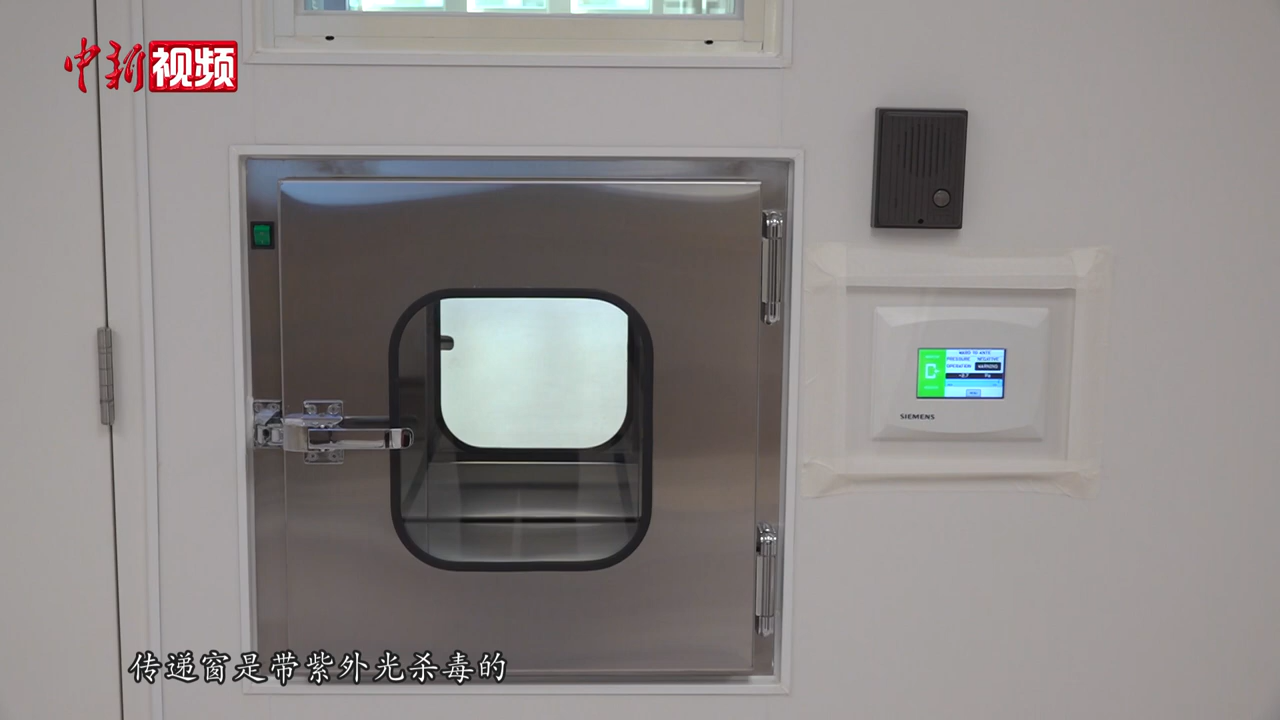 中新视频
WARD TO ANTE
PRESSURE NEGATIVE
OPERATION WARNING
Pa
SIEMENS
传递窗是带紫外光杀毒的